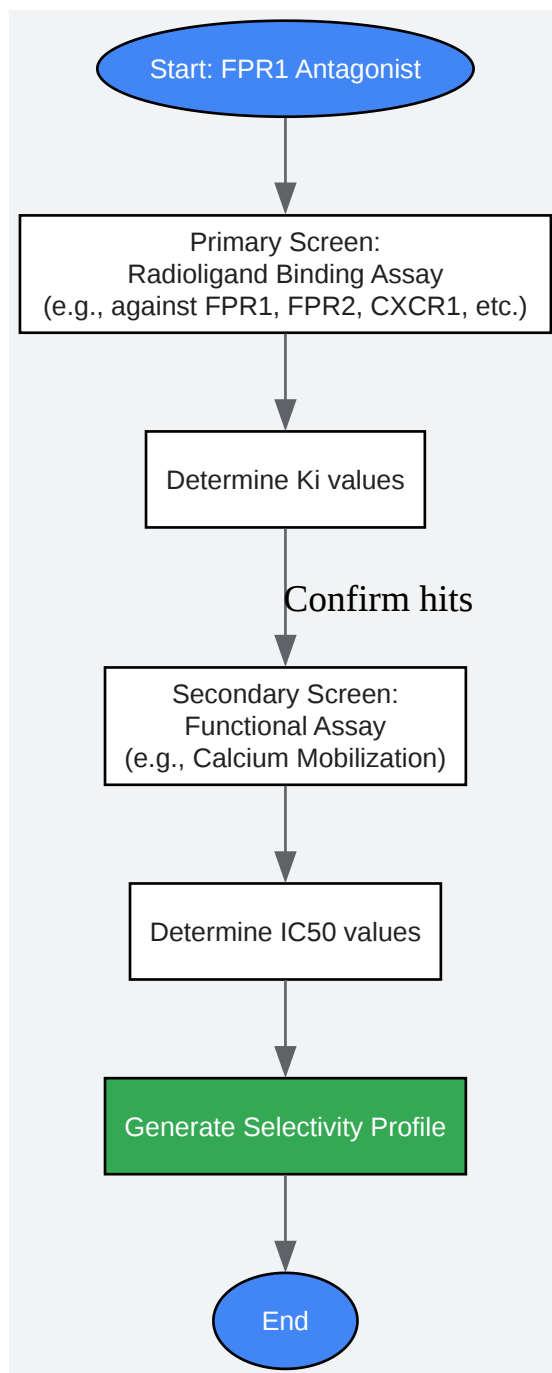 Start: FPR1 Antagonist
Primary Screen:
Radioligand Binding Assay
(e.g., against FPR1, FPR2, CXCR1, etc.)
Determine Ki values
Confirm hits
Secondary Screen:
Functional Assay
(e.g., Calcium Mobilization)
Determine IC50 values
Generate Selectivity Profile
End